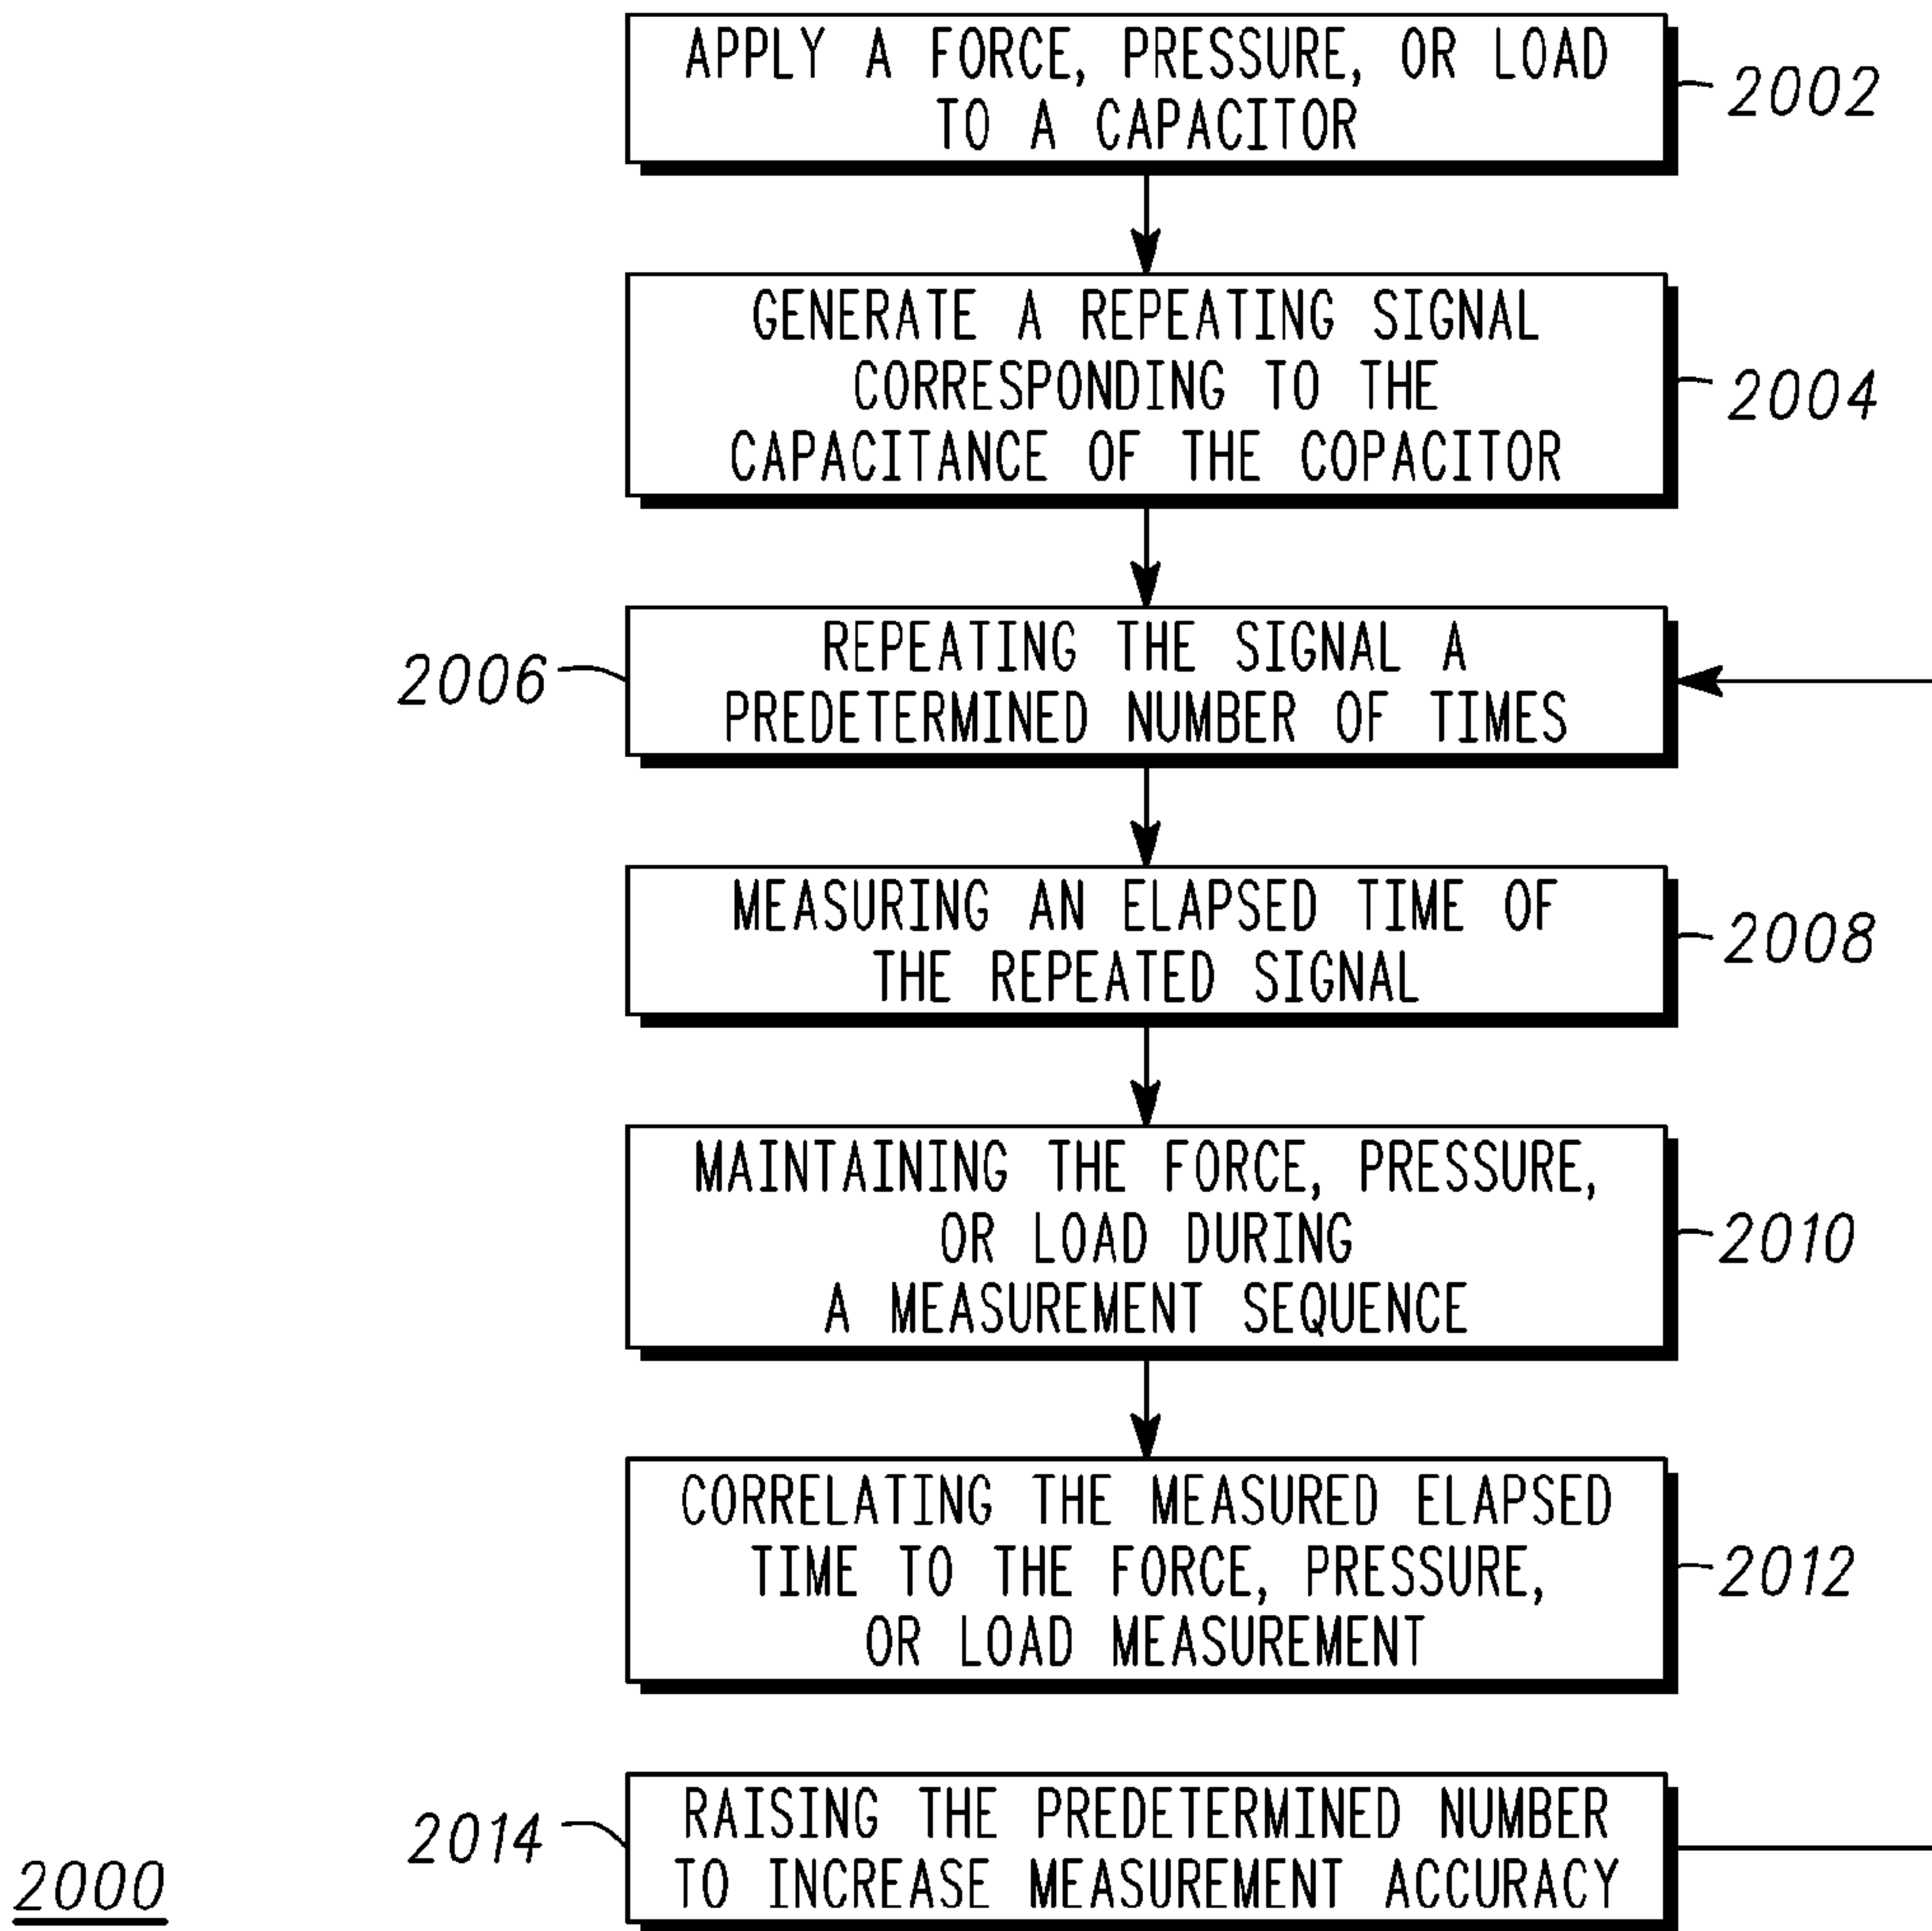 APPLY A FORCE, PRESSURE, OR LOAD
TO A CAPACITOR
2002
GENERATE A REPEATING SIGNAL
CORRESPONDING TO THE
CAPACITANCE OF THE COPACITOR
2004
REPEATING THE SIGNAL A
PREDETERMINED NUMBER OF TIMES
2006
MEASURING AN ELAPSED TIME OF
THE REPEATED SIGNAL
2008
MAINTAINING THE FORCE, PRESSURE,
OR LOAD DURING
A MEASUREMENT SEQUENCE
2010
CORRELATING THE MEASURED ELAPSED
TIME TO THE FORCE, PRESSURE,
OR LOAD MEASUREMENT
2012
RAISING THE PREDETERMINED NUMBER
TO INCREASE MEASUREMENT ACCURACY
2014
2000